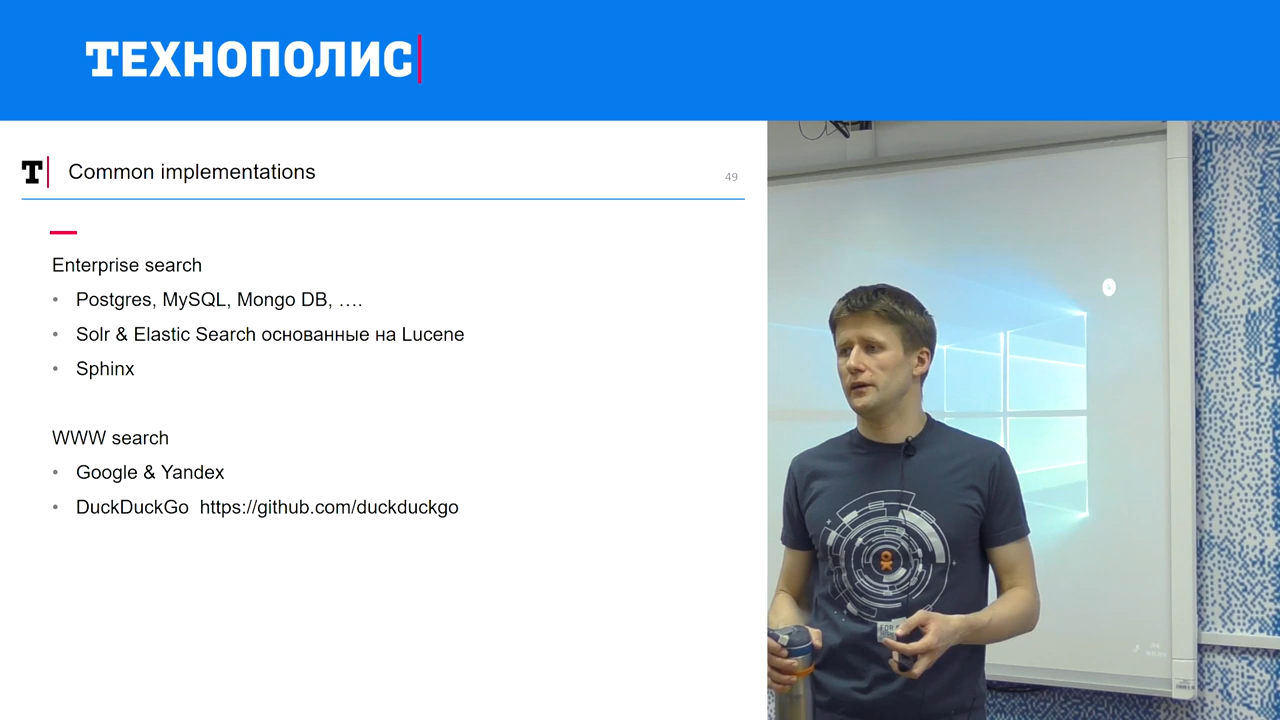 ТЕХНОПОЛИС
T
Common implementations
49
Enterprise search
• Postgres, MySQL, Mongo DB, ….
• Solr & Elastic Search основанные на Lucene
• Sphinx
WWW search
• Google & Yandex
• DuckDuckGo https://github.com/duckduckgo